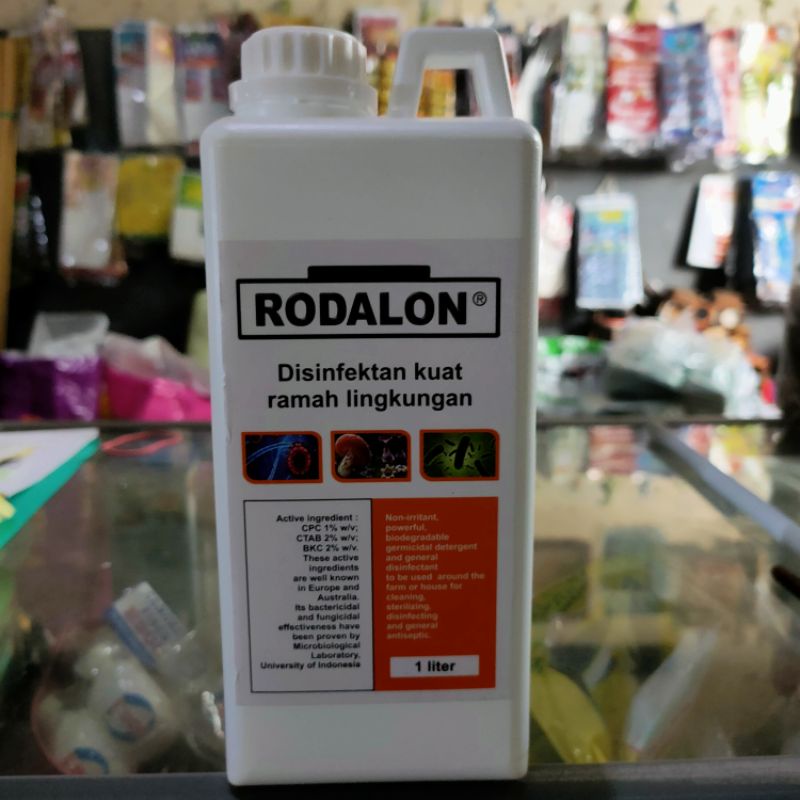 RODALON®
Disinfektan kuat
ramah lingkungan
Active ingredient :
CPC 1% w/v;
CTAB 2% w/v;
BKC 2% w/v.
These active
ingredients
are well known
in Europe and
Australia.
Its bactericidal
and fungicidal
effectiveness have
been proven by
Microbiological
Laboratory,
University of Indonesia
Non-irritant,
powerful,
biodegradable
germicidal detergent
and general
disinfectant
to be used around the
farm or house for
cleaning,
sterilizing,
disinfecting
and general
antiseptic.
1 liter